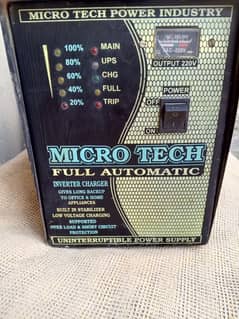 MICRO TECH POWER INDUSTRY
100% MAIN
80% UPS
60% CHG
40% FULL
20% TRIP
OUTPUT 220V
POWER
OFF
ON
MICRO TECH
FULL AUTOMATIC
INVERTER CHARGER
GIVES LONG BACKUP
TO OFFICE & HOME
APPLIANCES
BUILT IN STABILIZER
LOW VOLTAGE CHARGING
SUPPORTED
OVER LOAD & SHORT CIRCUIT
PROTECTION
UNINTERRUPTIBLE POWER SUPPLY